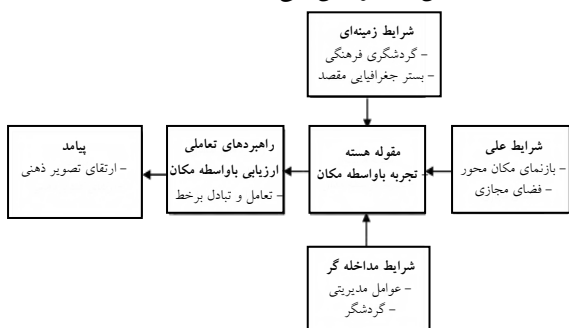 شرایط زمینه‌ای
- گردشگری فرهنگی
- بستر جغرافیایی مقصد
شرایط علی
- بازنمای مکان محور
- فضای مجازی
مقوله هسته
تجربه باواسطه مکان
راهبردهای تعاملی
ارزیابی باواسطه مکان
- تعامل و تبادل برخط
پیامد
- ارتقای تصویر ذهنی
شرایط مداخله گر
- عوامل مدیریتی
- گردشگر